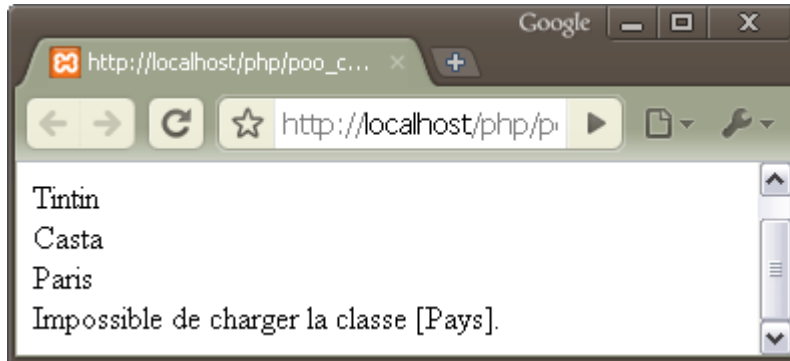 Google
http://localhost/php/poo_c...
http://localhost/php/p
Tintin
Casta
Paris
Impossible de charger la classe [Pays].